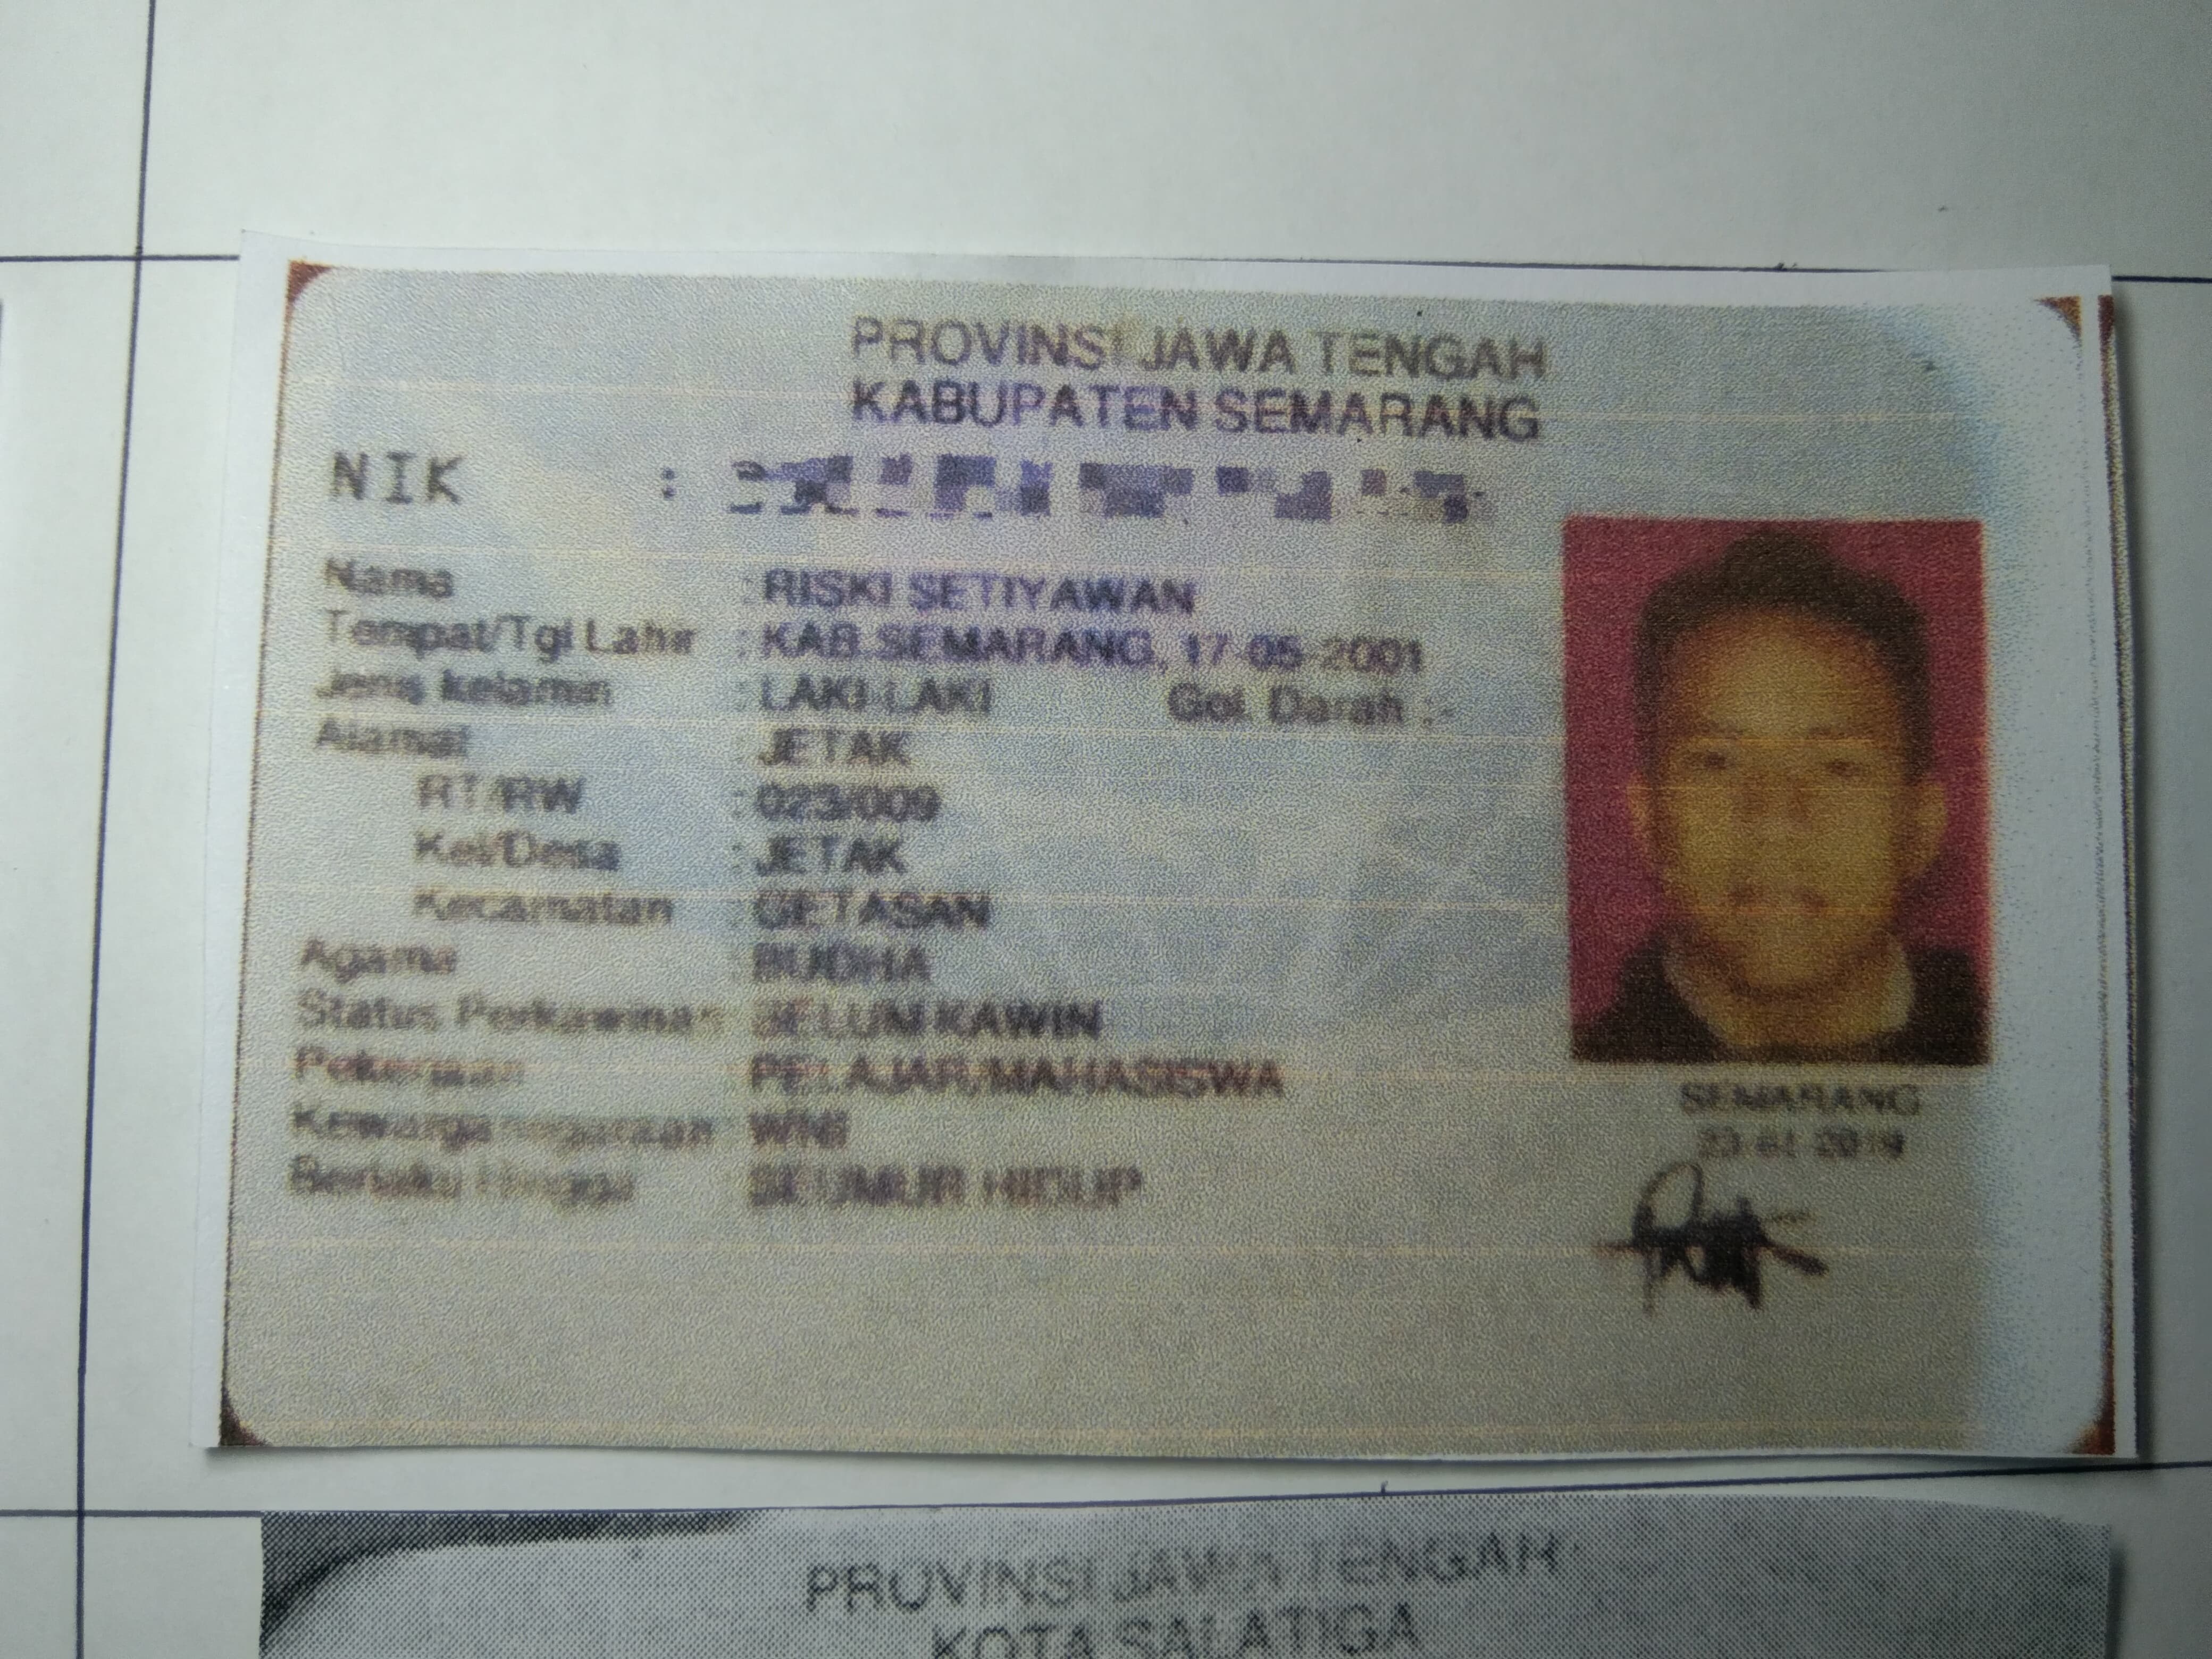 PROVINSI JAWA TENGAH
KABUPATEN SEMARANG
NIK :
Nama : RISKI SETIYAWAN
Tempat/Tgl Lahir : KAB.SEMARANG, 17-05-2001
Jenis kelamin : LAKI-LAKI Gol. Darah :-
Alamat : JETAK
RT/RW : 023/009
Kel/Desa : JETAK
Kecamatan : GETASAN
Agama : BUDHA
Status Perkawinan : BELUM KAWIN
Pekerjaan : PELAJAR/MAHASISWA
Kewarganegaraan : WNI
Berlaku Hingga : SEUMUR HIDUP
SEMARANG
PROVINSI JAWA TENGAH
KOTA SALATIGA